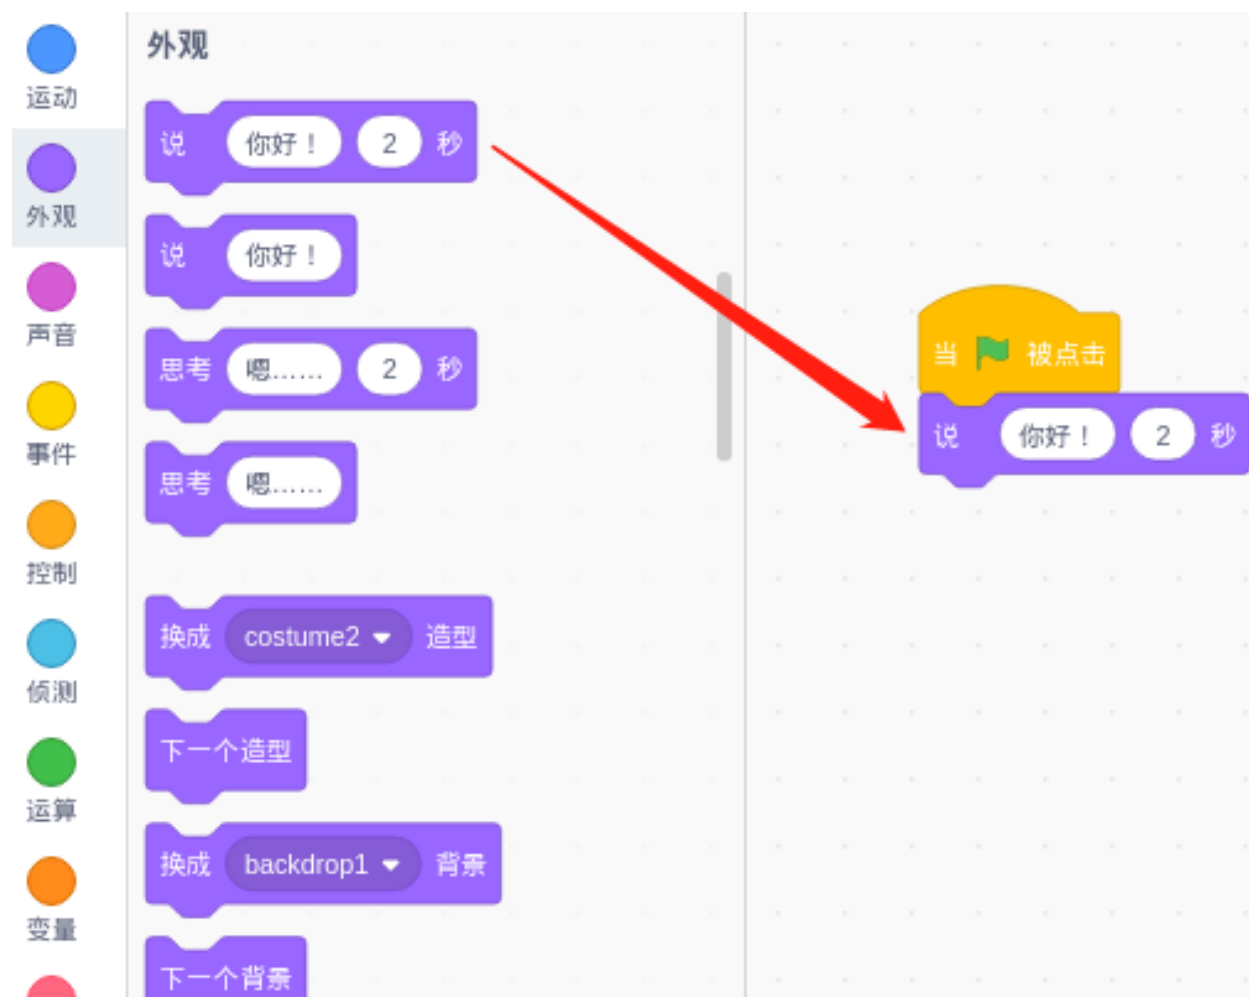 运动
外观
声音
事件
控制
侦测
运算
变量
外观
说 你好！ 2 秒
说 你好！
思考 嗯…… 2 秒
思考 嗯……
换成 costume2 造型
下一个造型
换成 backdrop1 背景
下一个背景
当 被点击
说 你好！ 2 秒